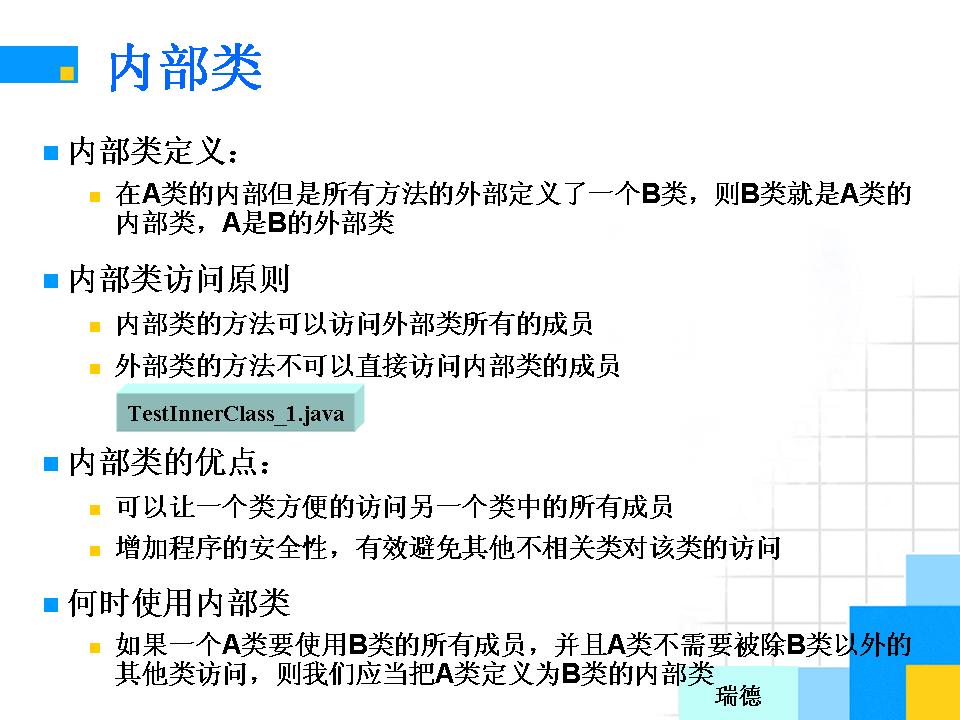 内部类
内部类定义：
在A类的内部但是所有方法的外部定义了一个B类，则B类就是A类的
内部类，A是B的外部类
内部类访问原则
内部类的方法可以访问外部类所有的成员
外部类的方法不可以直接访问内部类的成员
TestInnerClass_1.java
内部类的优点：
可以让一个类方便的访问另一个类中的所有成员
增加程序的安全性，有效避免其他不相关类对该类的访问
何时使用内部类
如果一个A类要使用B类的所有成员，并且A类不需要被除B类以外的
其他类访问，则我们应当把A类定义为B类的内部类
瑞德